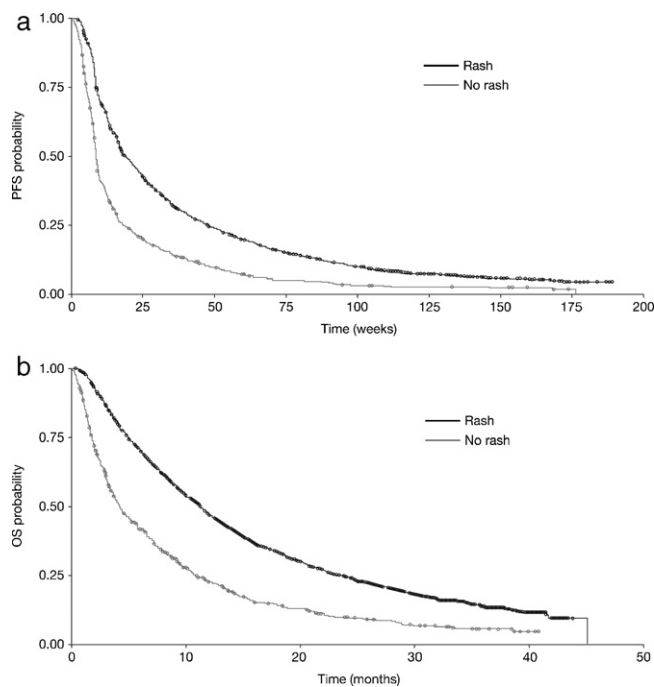 a
1.00
0.75
0.50
0.25
0.00
PFS probability
Rash
No rash
0 25 50 75 100 125 150 175 200
Time (weeks)
b
1.00
0.75
0.50
0.25
0.00
OS probability
Rash
No rash
0 10 20 30 40 50
Time (months)